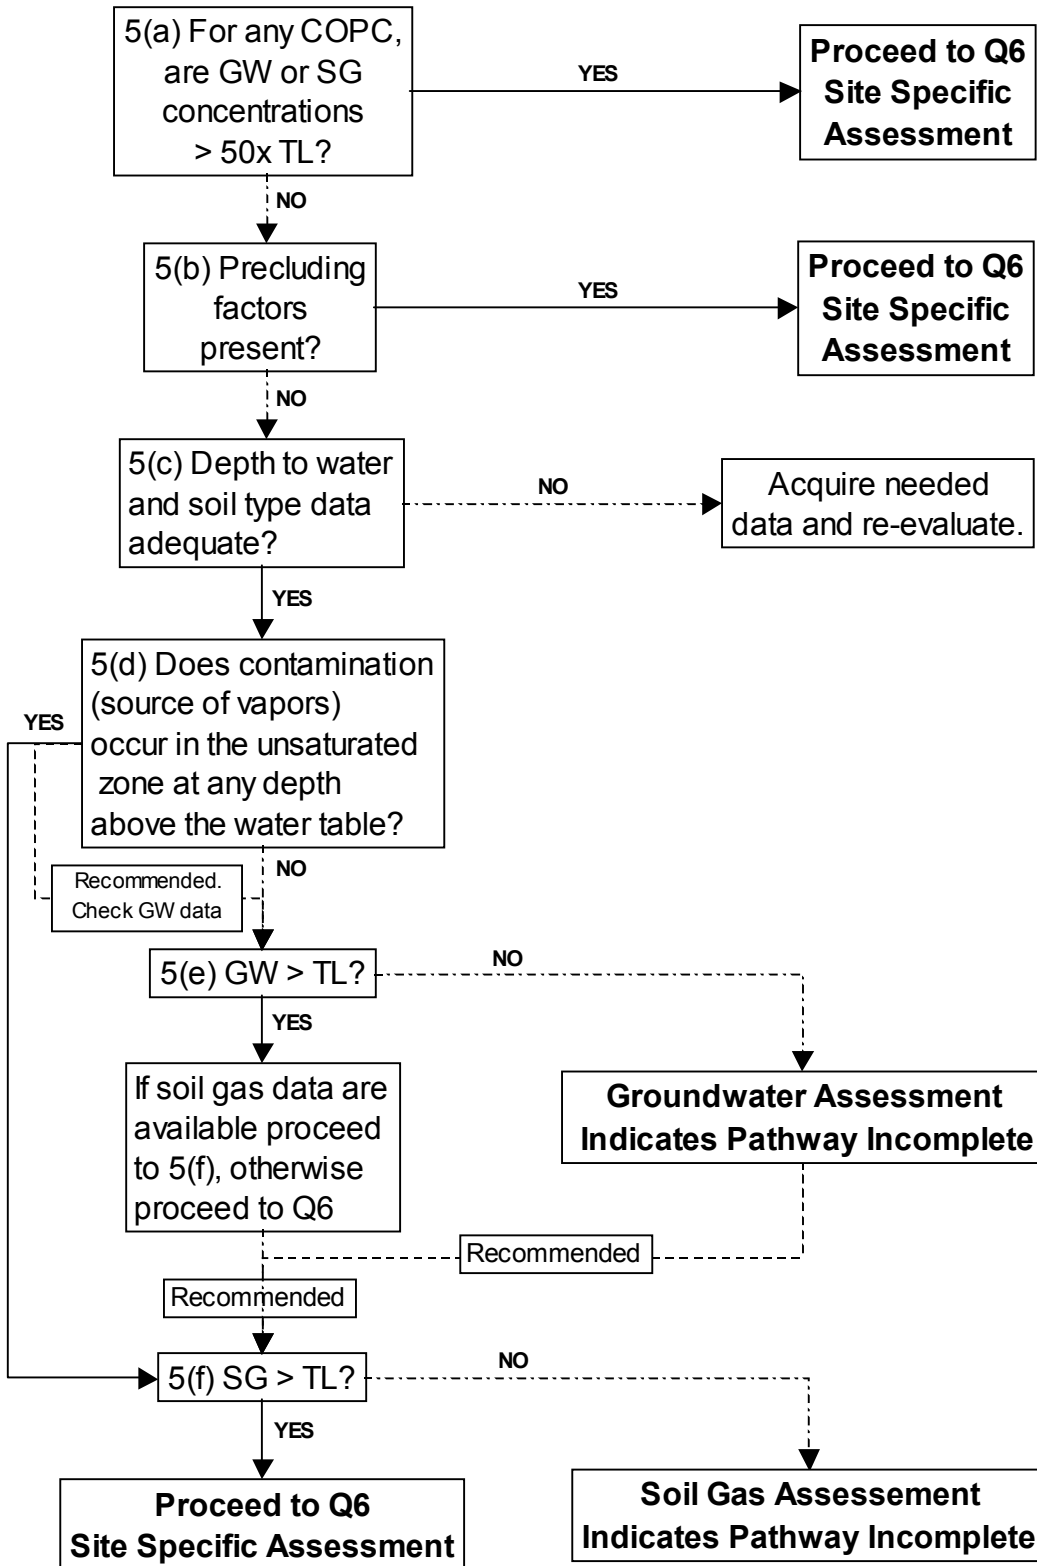 5(a) For any COPC,
are GW or SG
concentrations
> 50x TL?
YES
Proceed to Q6
Site Specific
Assessment
NO
5(b) Precluding
factors
present?
YES
Proceed to Q6
Site Specific
Assessment
NO
5(c) Depth to water
and soil type data
adequate?
NO
Acquire needed
data and re-evaluate.
YES
5(d) Does contamination
(source of vapors)
occur in the unsaturated
zone at any depth
above the water table?
YES
NO
Recommended.
Check GW data
5(e) GW > TL?
NO
YES
If soil gas data are
available proceed
to 5(f), otherwise
proceed to Q6
Groundwater Assessment
Indicates Pathway Incomplete
Recommended
Recommended
5(f) SG > TL?
NO
YES
Proceed to Q6
Site Specific Assessment
Soil Gas Assessement
Indicates Pathway Incomplete